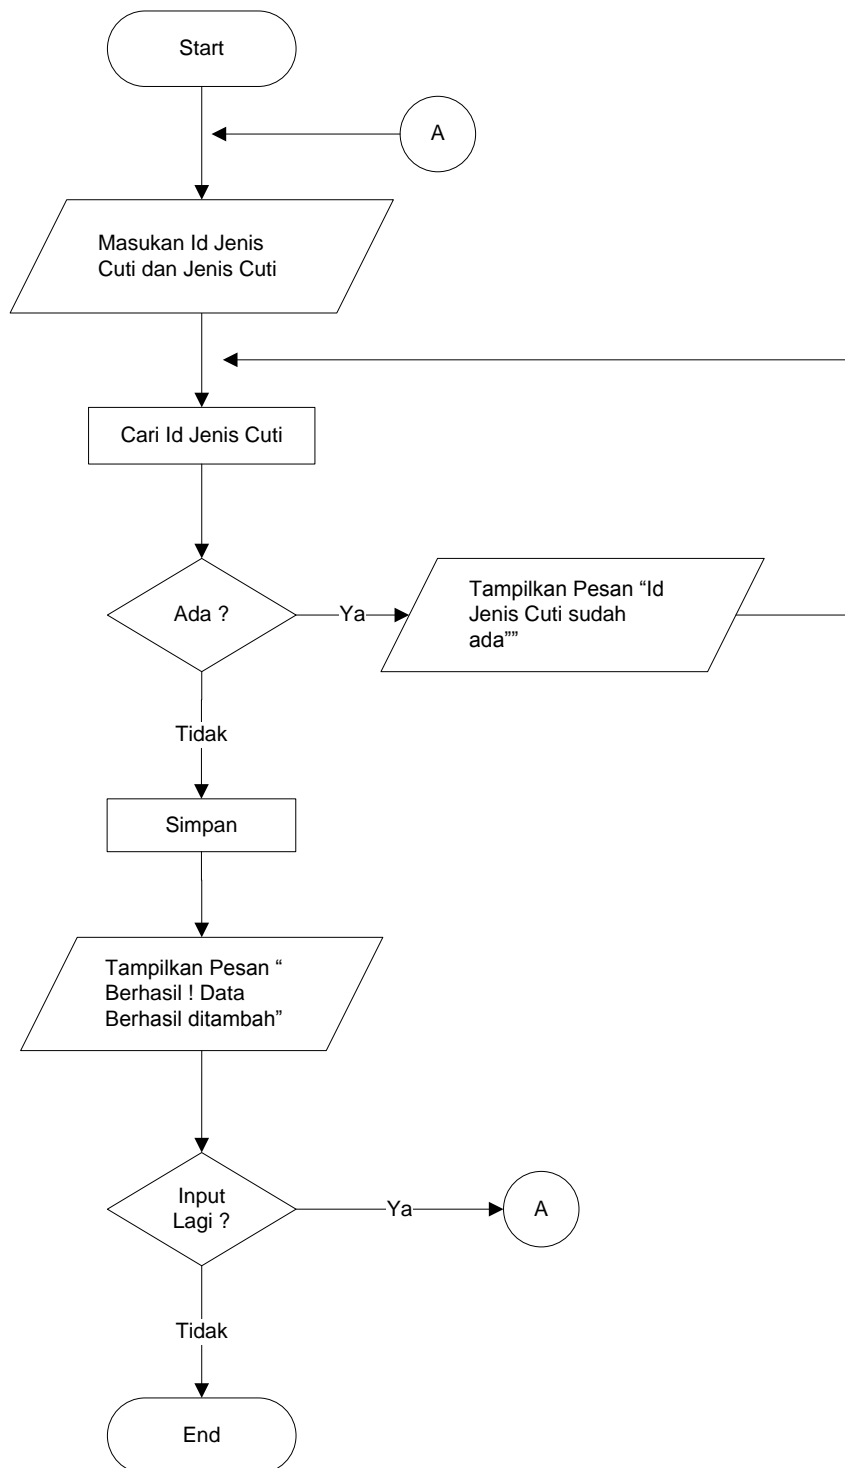 Start
A
Masukan Id Jenis
Cuti dan Jenis Cuti
Cari Id Jenis Cuti
Ada ?
Ya
Tampilkan Pesan “Id
Jenis Cuti sudah
ada””
Tidak
Simpan
Tampilkan Pesan “
Berhasil ! Data
Berhasil ditambah”
Input
Lagi ?
Ya
A
Tidak
End